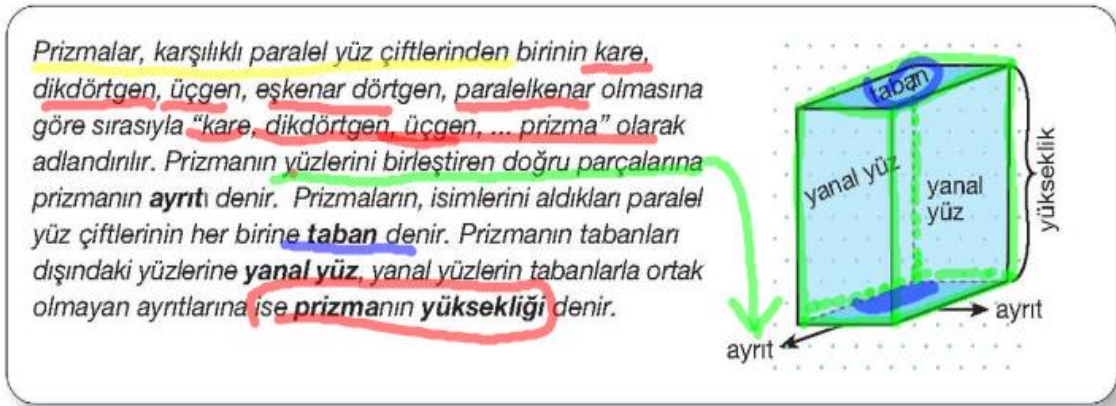 Prizmalar, karşılıklı paralel yüz çiftlerinden birinin kare,
dikdörtgen, üçgen, eşkenar dörtgen, paralelkenar olmasına
göre sırasıyla “kare, dikdörtgen, üçgen, ... prizma” olarak
adlandırılır. Prizmanın yüzlerini birleştiren doğru parçalarına
prizmanın ayrıtı denir. Prizmaların, isimlerini aldıkları paralel
yüz çiftlerinin her birine taban denir. Prizmanın tabanları
dışındaki yüzlerine yanal yüz, yanal yüzlerin tabanlarla ortak
olmayan ayrıtlarına ise prizmanın yüksekliği denir.
taban
yanal yüz
yanal
yüz
yükseklik
ayrıt
ayrıt